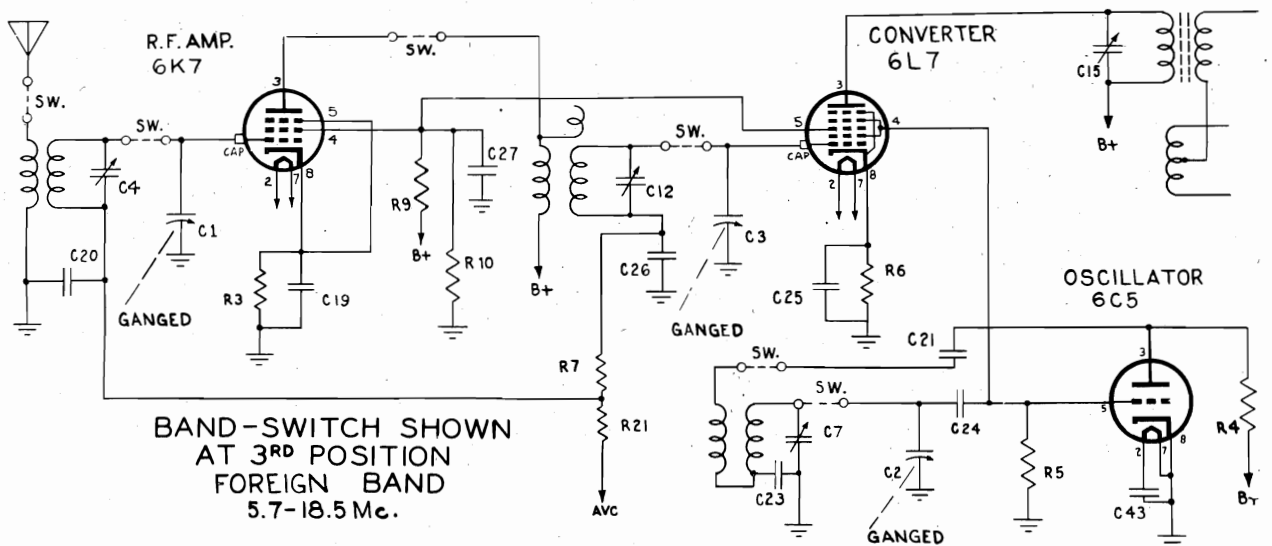 R.F. AMP.
6K7
SW.
CONVERTER
6L7
C15
B+
SW.
3
5
4
CAP
2
7
8
SW.
C4
C1
C20
GANGED
R3
C19
R9
B+
R10
C27
B+
SW.
C12
C3
C26
GANGED
3
5
4
CAP
2
7
8
C25
R6
OSCILLATOR
6C5
R7
R21
AVC
SW.
SW.
C21
C7
C23
C2
C24
GANGED
R5
3
5
2
7
8
C43
R4
BAND-SWITCH SHOWN
AT 3RD POSITION
FOREIGN BAND
5.7-18.5 Mc.